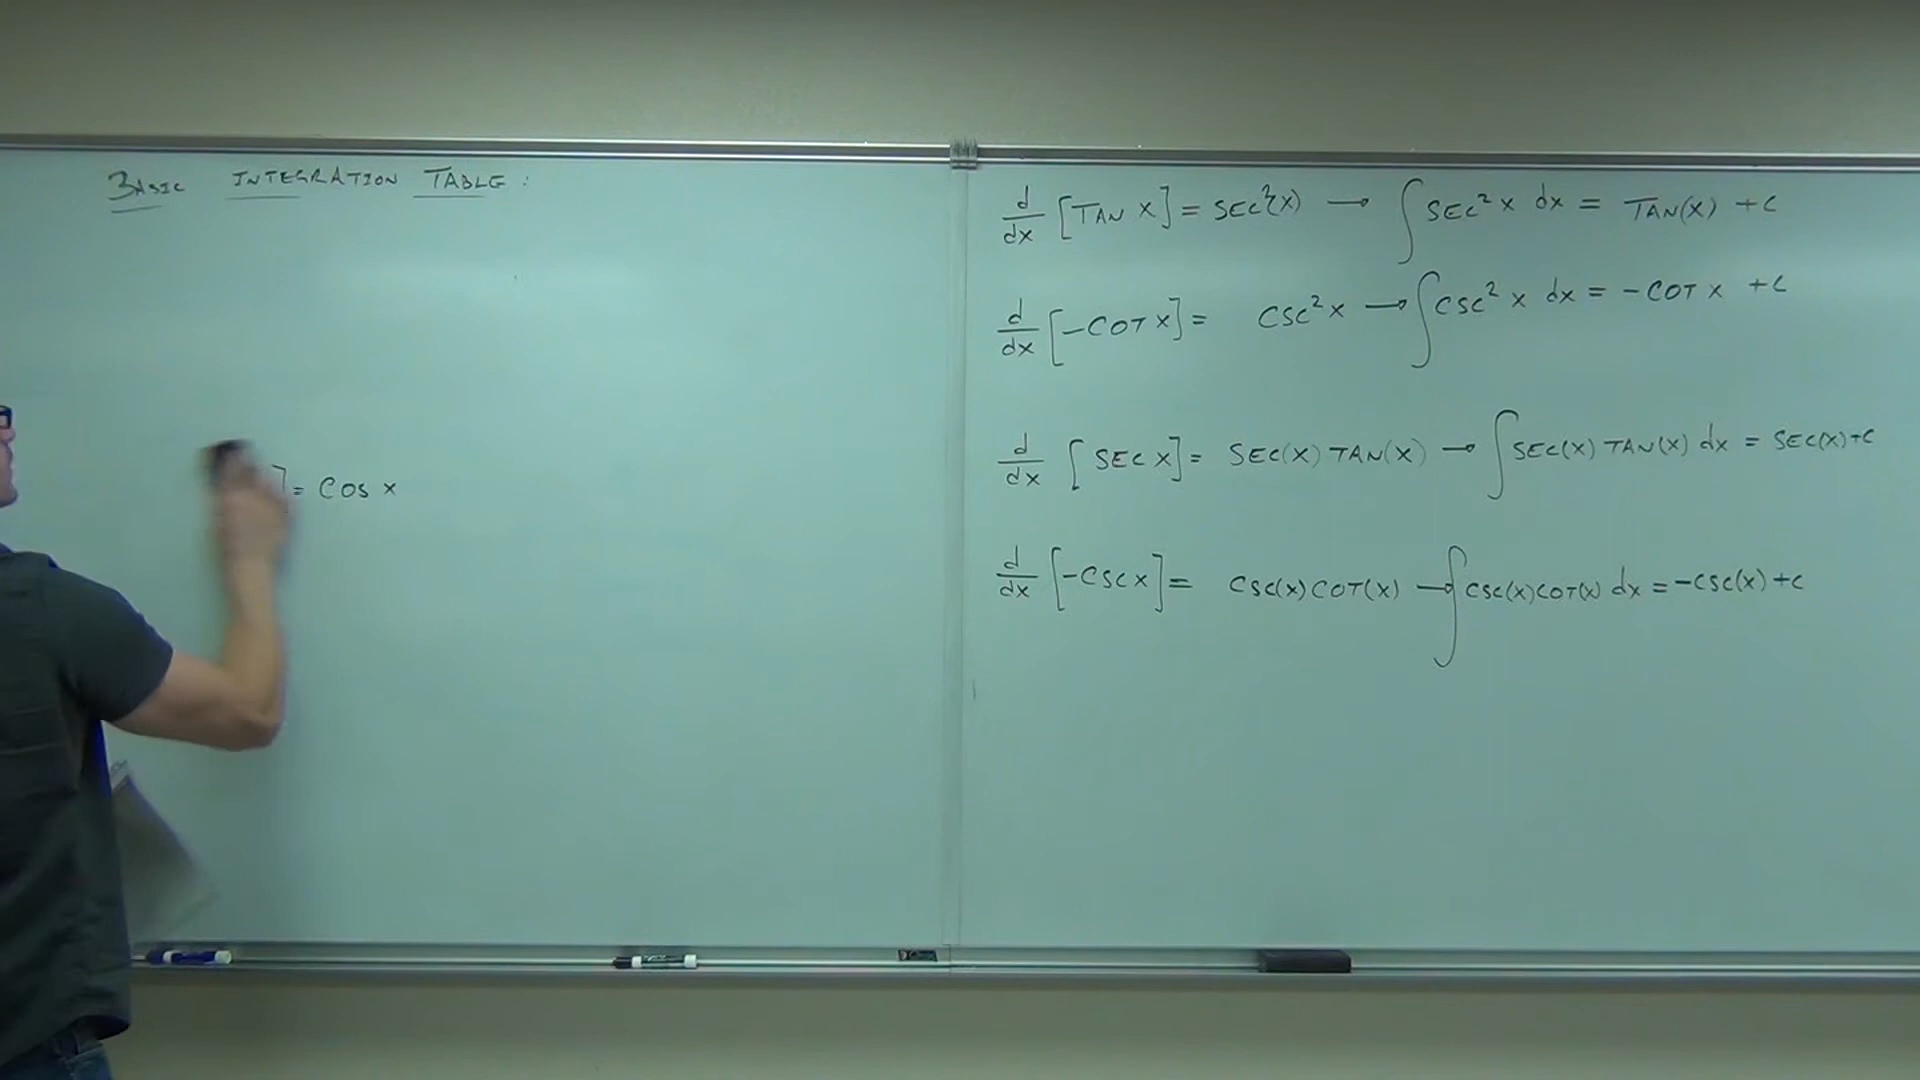 BASIC INTEGRATION TABLE:
] = COS x
d/dx [TAN X] = SEC²(X) → ∫ SEC² X dx = TAN(X) + C
d/dx [-COT X] = CSC² X → ∫ CSC² X dx = -COT X + C
d/dx [SEC X] = SEC(X) TAN(X) → ∫ SEC(X) TAN(X) dx = SEC(X) + C
d/dx [-CSC X] = CSC(X) COT(X) → ∫ CSC(X) COT(X) dx = -CSC(X) + C